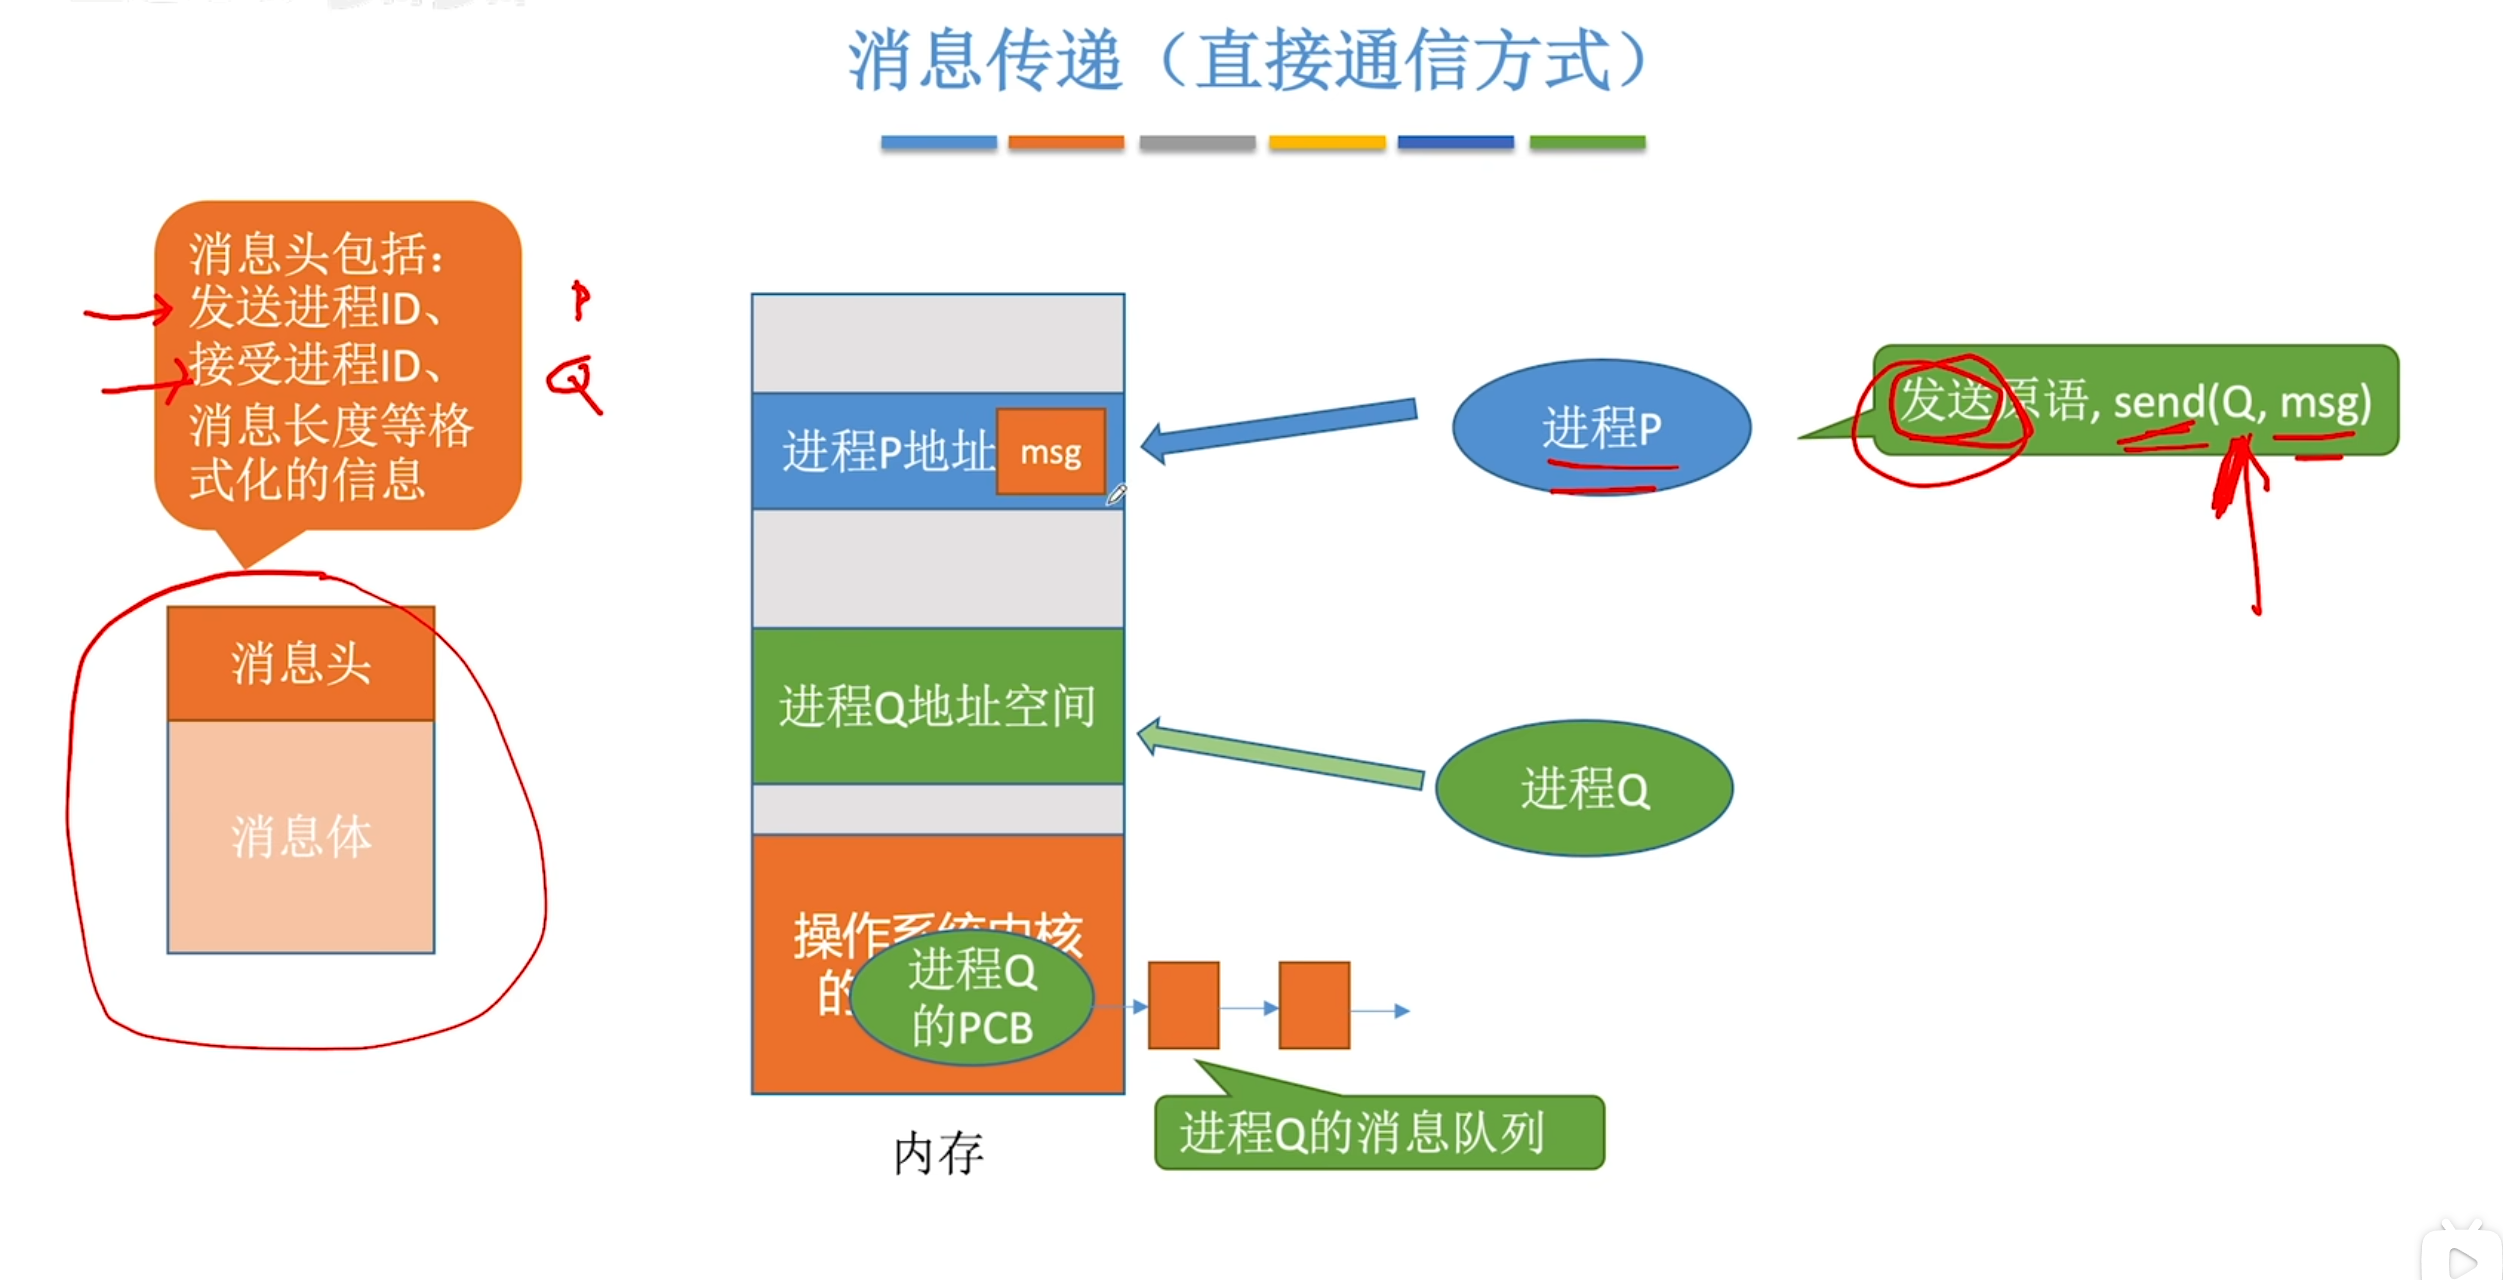 消息传递（直接通信方式）
消息头包括：
发送进程ID、
接受进程ID、
消息长度等格
式化的信息
P
Q
消息头
消息体
进程P地址
msg
进程Q地址空间
操作系统内核
的
进程Q
的PCB
内存
进程P
进程Q
发送原语, send(Q, msg)
进程Q的消息队列